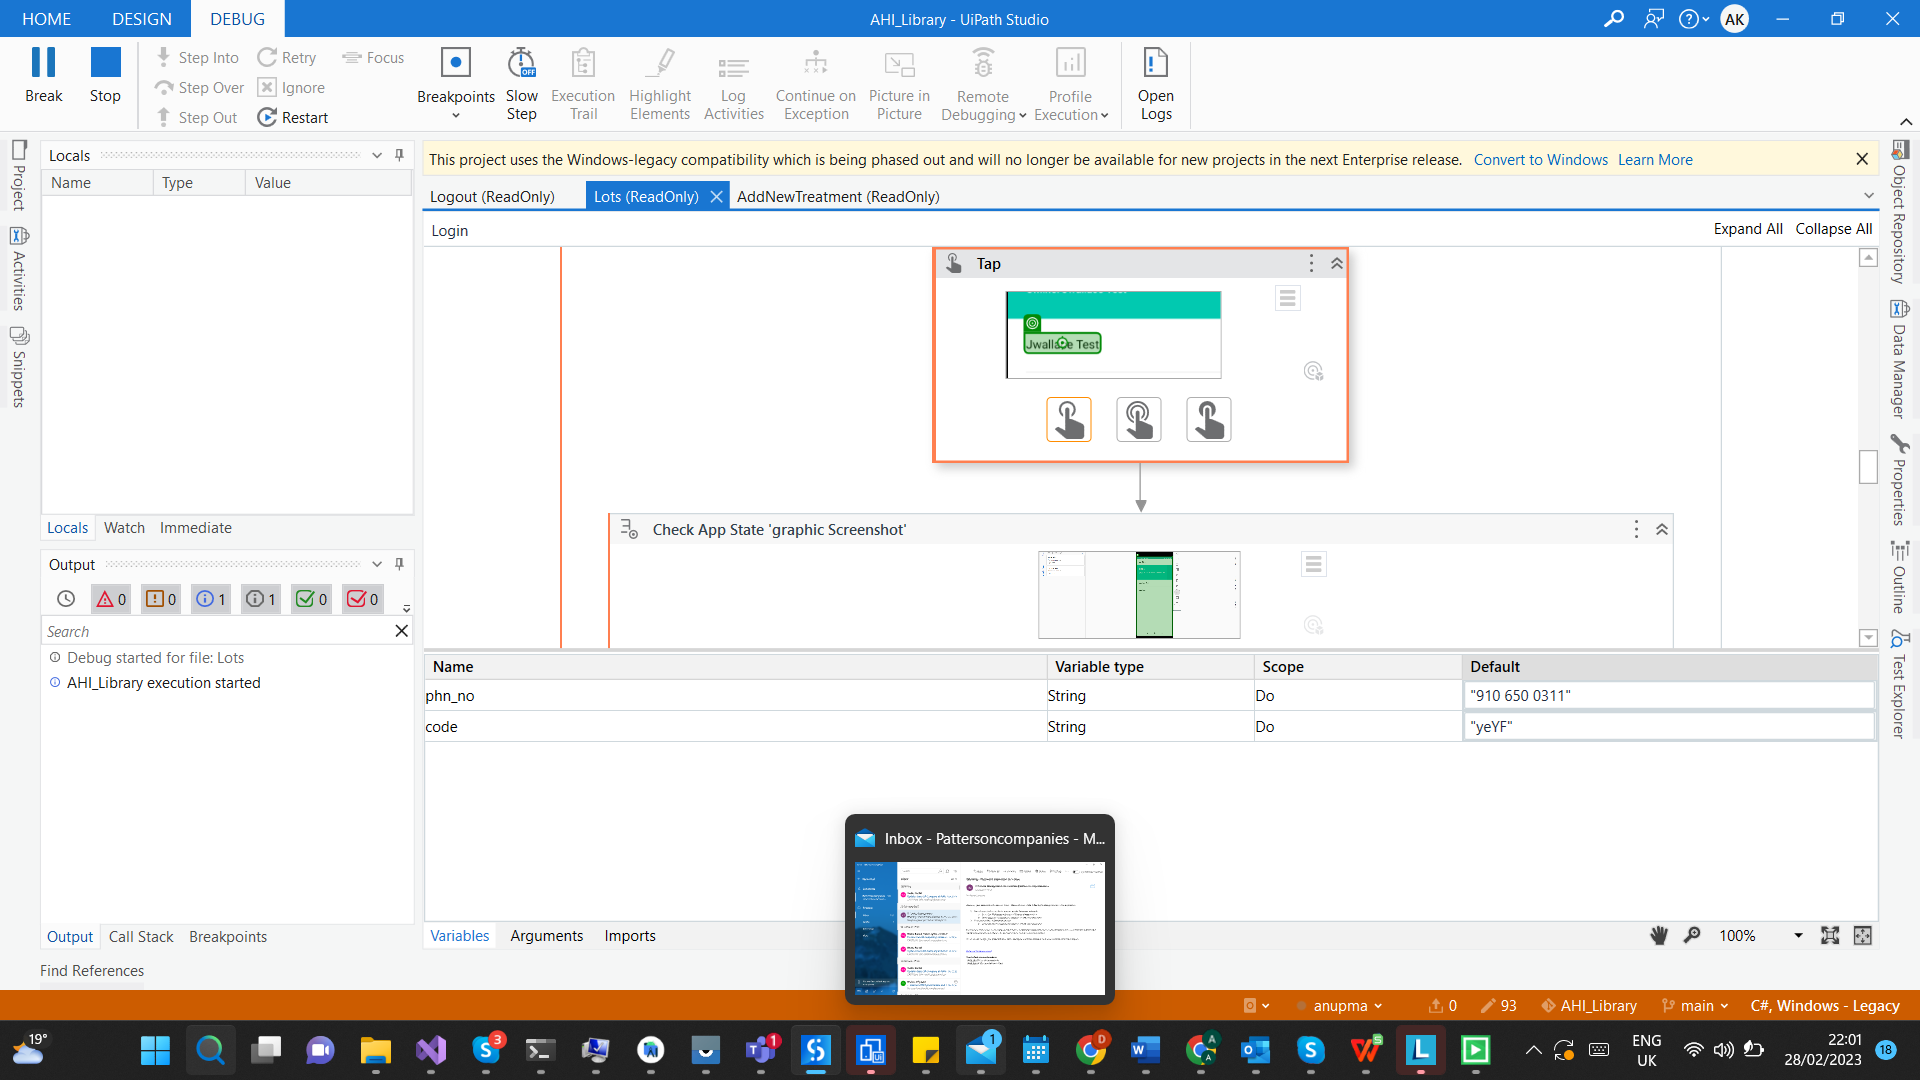 HOME DESIGN DEBUG AHI_Library - UiPath Studio AK
Break Stop
Step Into Retry Focus
Step Over Ignore
Step Out Restart
Breakpoints Slow Step OFF Execution Trail Highlight Elements Log Activities Continue on Exception Picture in Picture Remote Debugging Profile Execution Open Logs
Project
Activities
Snippets
Locals
Name Type Value
Locals Watch Immediate
Output
0 0 1 1 0 0
Search
Debug started for file: Lots
AHI_Library execution started
Output Call Stack Breakpoints
Find References
This project uses the Windows-legacy compatibility which is being phased out and will no longer be available for new projects in the next Enterprise release. Convert to Windows Learn More
Logout (ReadOnly) Lots (ReadOnly) AddNewTreatment (ReadOnly)
Login Expand All Collapse All
Tap
Jwallace Test
Check App State 'graphic Screenshot'
Name Variable type Scope Default
phn_no String Do "910 650 0311"
code String Do "yeYF"
Variables Arguments Imports 100%
Inbox - Pattersoncompanies - M...
Object Repository
Data Manager
Properties
Outline
Test Explorer
anupma 0 93 AHI_Library main C#, Windows - Legacy
19° 3 1 1 D A A S
ENG
UK
22:01
28/02/2023
18